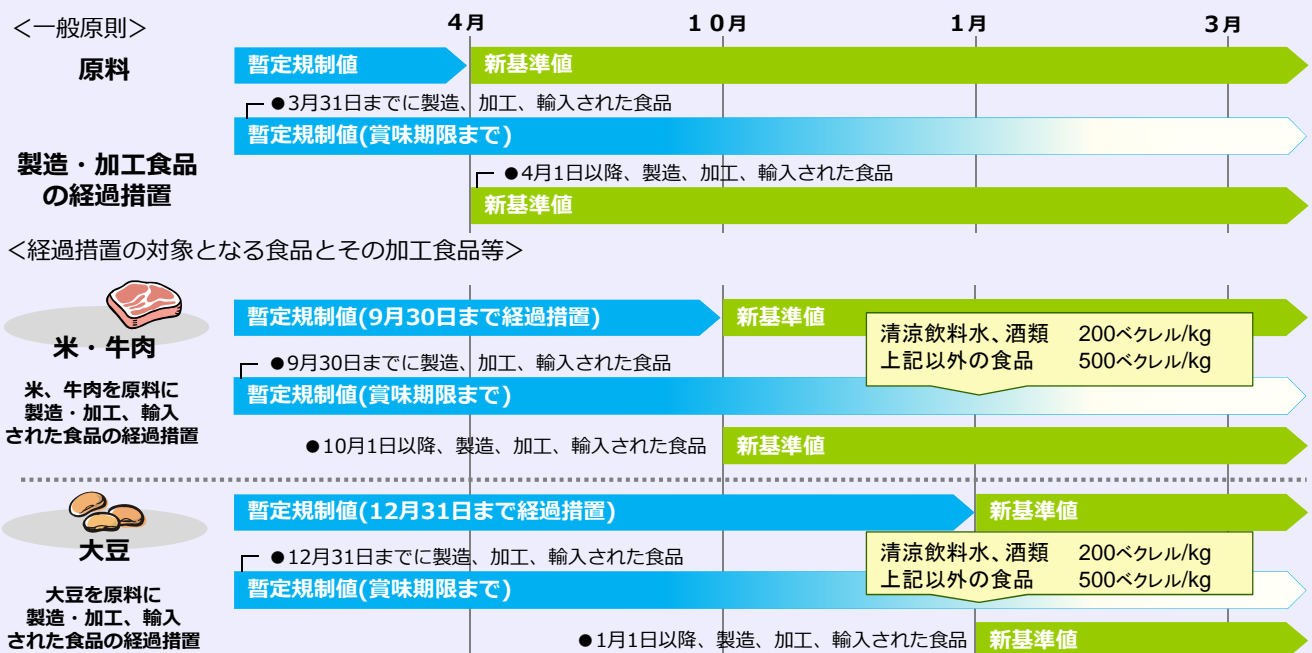 ＜一般原則＞
4月 １０月 1月 3月
原料
暫定規制値 新基準値
●3月31日までに製造、加工、輸入された食品
暫定規制値(賞味期限まで)
製造・加工食品
の経過措置
●4月1日以降、製造、加工、輸入された食品
新基準値
＜経過措置の対象となる食品とその加工食品等＞
米・牛肉
暫定規制値(9月30日まで経過措置) 新基準値
清涼飲料水、酒類 200ベクレル/kg
上記以外の食品 500ベクレル/kg
●9月30日までに製造、加工、輸入された食品
米、牛肉を原料に
製造・加工、輸入
された食品の経過措置
暫定規制値(賞味期限まで)
●10月1日以降、製造、加工、輸入された食品 新基準値
大豆
暫定規制値(12月31日まで経過措置) 新基準値
清涼飲料水、酒類 200ベクレル/kg
上記以外の食品 500ベクレル/kg
●12月31日までに製造、加工、輸入された食品
大豆を原料に
製造・加工、輸入
された食品の経過措置
暫定規制値(賞味期限まで)
●1月1日以降、製造、加工、輸入された食品 新基準値